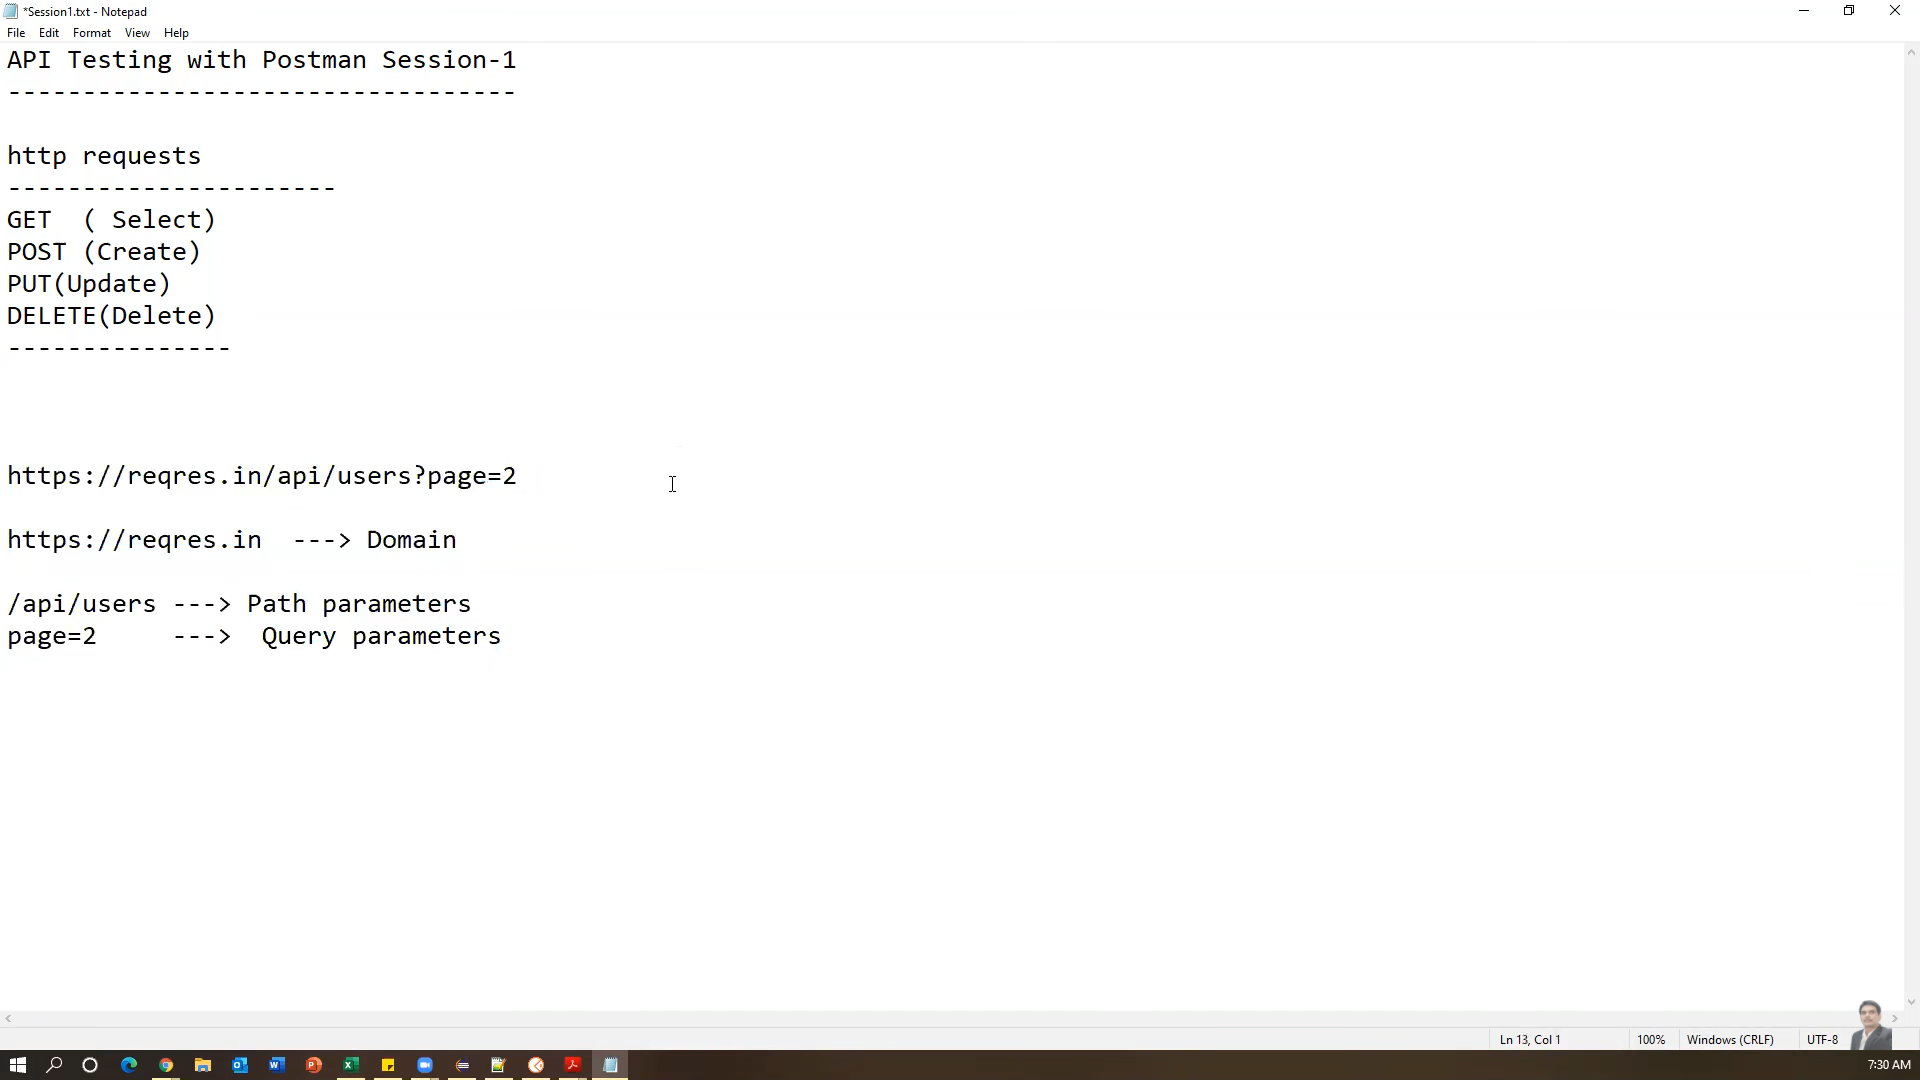 *Session1.txt - Notepad
File Edit Format View Help
API Testing with Postman Session-1
----------------------------------
http requests
----------------------
GET  ( Select)
POST (Create)
PUT(Update)
DELETE(Delete)
---------------
https://reqres.in/api/users?page=2
https://reqres.in  ---> Domain
/api/users ---> Path parameters
page=2     --->  Query parameters
Ln 13, Col 1 100% Windows (CRLF) UTF-8
7:30 AM